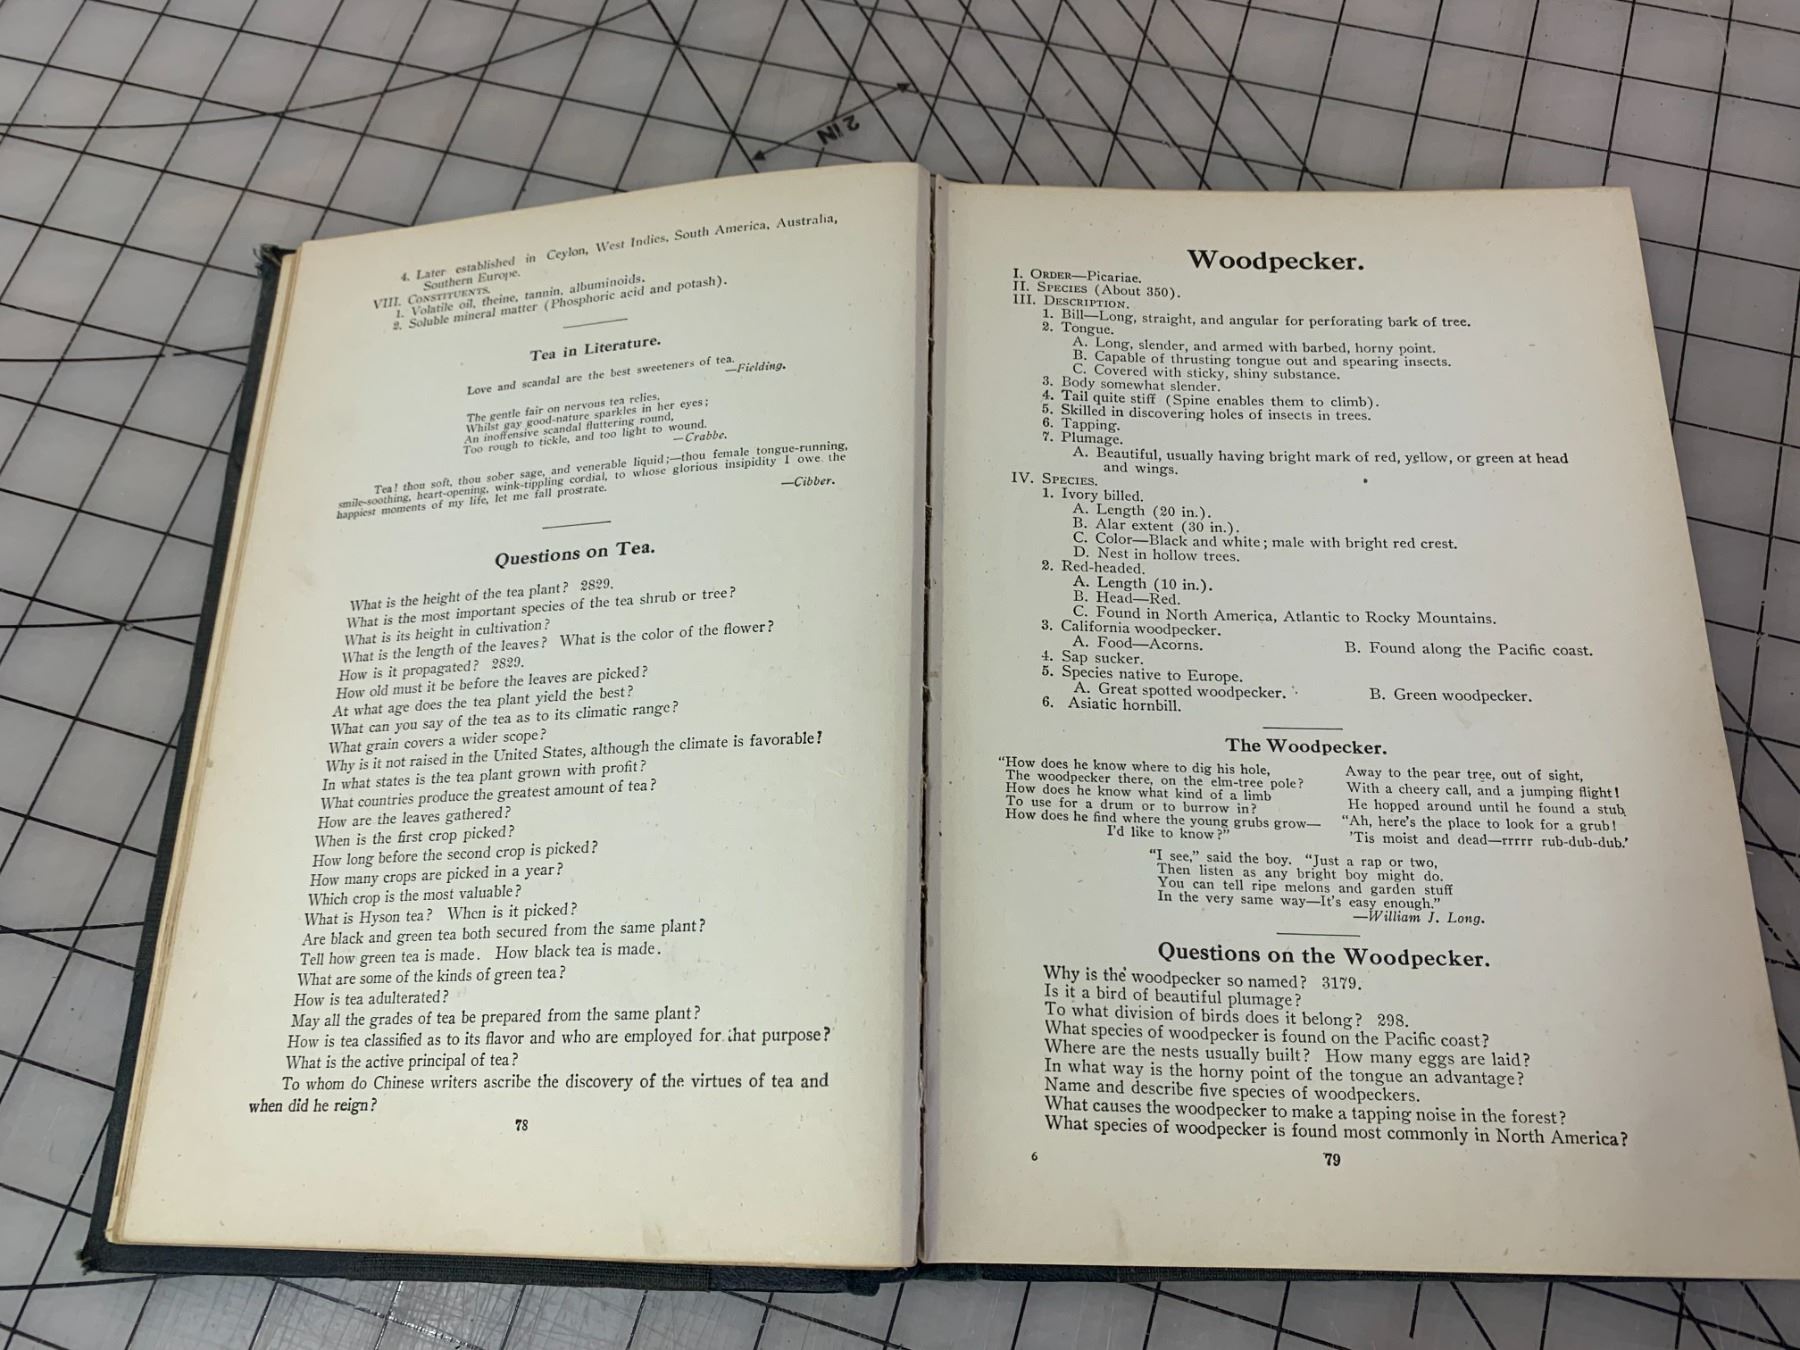 2 IN
4. Later established in Ceylon, West Indies, South America, Australia,
Southern Europe.
VIII. CONSTITUENTS.
1. Volatile oil, theine, tannin, albuminoids.
2. Soluble mineral matter (Phosphoric acid and potash).
Tea in Literature.
Love and scandal are the best sweeteners of tea.
—Fielding.
The gentle fair on nervous tea relies,
Whilst gay good-nature sparkles in her eyes;
An inoffensive scandal fluttering round,
Too rough to tickle, and too light to wound.
—Crabbe.
Tea! thou soft, thou sober sage, and venerable liquid;—thou female tongue-running,
smile-soothing, heart-opening, wink-tippling cordial, to whose glorious insipidity I owe the
happiest moments of my life, let me fall prostrate.
—Cibber.
Questions on Tea.
What is the height of the tea plant? 2829.
What is the most important species of the tea shrub or tree?
What is its height in cultivation?
What is the length of the leaves? What is the color of the flower?
How is it propagated? 2829.
How old must it be before the leaves are picked?
At what age does the tea plant yield the best?
What can you say of the tea as to its climatic range?
What grain covers a wider scope?
Why is it not raised in the United States, although the climate is favorable?
In what states is the tea plant grown with profit?
What countries produce the greatest amount of tea?
How are the leaves gathered?
When is the first crop picked?
How long before the second crop is picked?
How many crops are picked in a year?
Which crop is the most valuable?
What is Hyson tea? When is it picked?
Are black and green tea both secured from the same plant?
Tell how green tea is made. How black tea is made.
What are some of the kinds of green tea?
How is tea adulterated?
May all the grades of tea be prepared from the same plant?
How is tea classified as to its flavor and who are employed for that purpose?
What is the active principal of tea?
To whom do Chinese writers ascribe the discovery of the virtues of tea and
when did he reign?
78
Woodpecker.
I. ORDER—Picariae.
II. SPECIES (About 350).
III. DESCRIPTION.
1. Bill—Long, straight, and angular for perforating bark of tree.
2. Tongue.
A. Long, slender, and armed with barbed, horny point.
B. Capable of thrusting tongue out and spearing insects.
C. Covered with sticky, shiny substance.
3. Body somewhat slender.
4. Tail quite stiff (Spine enables them to climb).
5. Skilled in discovering holes of insects in trees.
6. Tapping.
7. Plumage.
A. Beautiful, usually having bright mark of red, yellow, or green at head
and wings.
IV. SPECIES.
1. Ivory billed.
A. Length (20 in.).
B. Alar extent (30 in.).
C. Color—Black and white; male with bright red crest.
D. Nest in hollow trees.
2. Red-headed.
A. Length (10 in.).
B. Head—Red.
C. Found in North America, Atlantic to Rocky Mountains.
3. California woodpecker.
A. Food—Acorns. B. Found along the Pacific coast.
4. Sap sucker.
5. Species native to Europe.
A. Great spotted woodpecker. B. Green woodpecker.
6. Asiatic hornbill.
The Woodpecker.
"How does he know where to dig his hole,
The woodpecker there, on the elm-tree pole?
How does he know what kind of a limb
To use for a drum or to burrow in?
How does he find where the young grubs grow—
I'd like to know?"
Away to the pear tree, out of sight,
With a cheery call, and a jumping flight!
He hopped around until he found a stub,
"Ah, here's the place to look for a grub!
'Tis moist and dead—rrrrr rub-dub-dub.'
"I see," said the boy. "Just a rap or two,
Then listen as any bright boy might do.
You can tell ripe melons and garden stuff
In the very same way—It's easy enough."
—William J. Long.
Questions on the Woodpecker.
Why is the woodpecker so named? 3179.
Is it a bird of beautiful plumage?
To what division of birds does it belong? 298.
What species of woodpecker is found on the Pacific coast?
Where are the nests usually built? How many eggs are laid?
In what way is the horny point of the tongue an advantage?
Name and describe five species of woodpeckers.
What causes the woodpecker to make a tapping noise in the forest?
What species of woodpecker is found most commonly in North America?
6
79